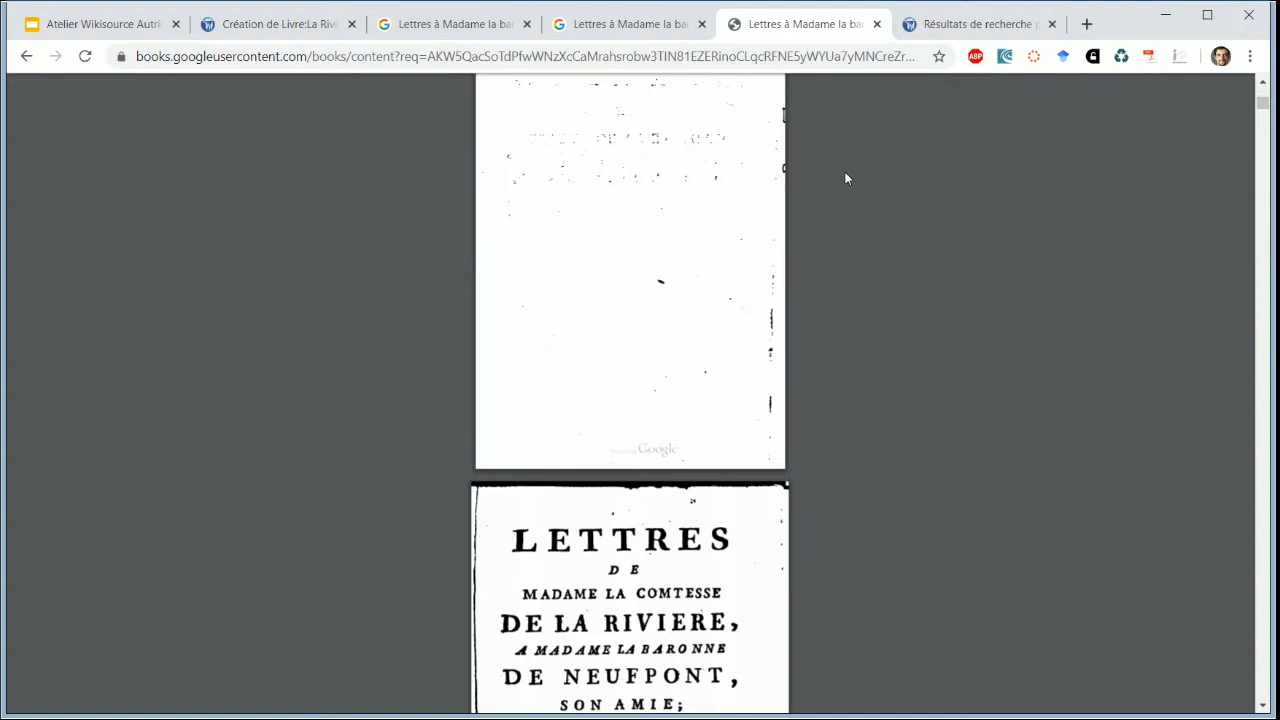 Atelier Wikisource Autri
Création de Livre:La Rivi
Lettres à Madame la ba
Lettres à Madame la ba
Lettres à Madame la ba
Résultats de recherche p
books.googleusercontent.com/books/content?req=AKW5QacSoTdPfwWNzXcCaMrahsrobw3TIN81EZERinoCLqcRFNE5yWYUa7yMNCreZr...
ABP
Google
LETTRES
DE
MADAME LA COMTESSE
DE LA RIVIERE,
A MADAME LA BARONNE
DE NEUFPONT,
SON AMIE;